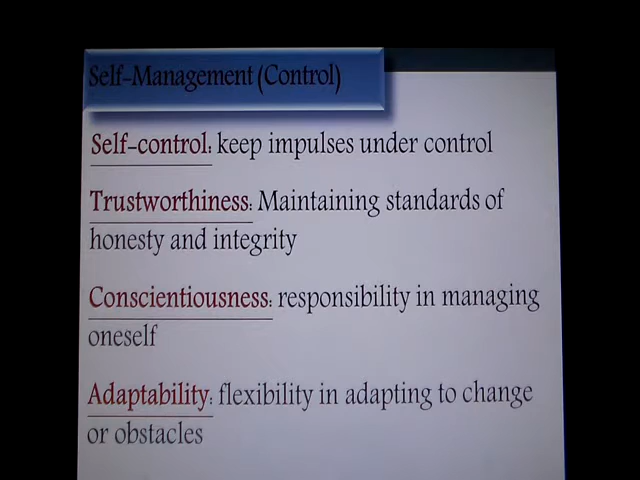 Self-Management (Control)
Self-control: keep impulses under control
Trustworthiness: Maintaining standards of
honesty and integrity
Conscientiousness: responsibility in managing
oneself
Adaptability: flexibility in adapting to change
or obstacles